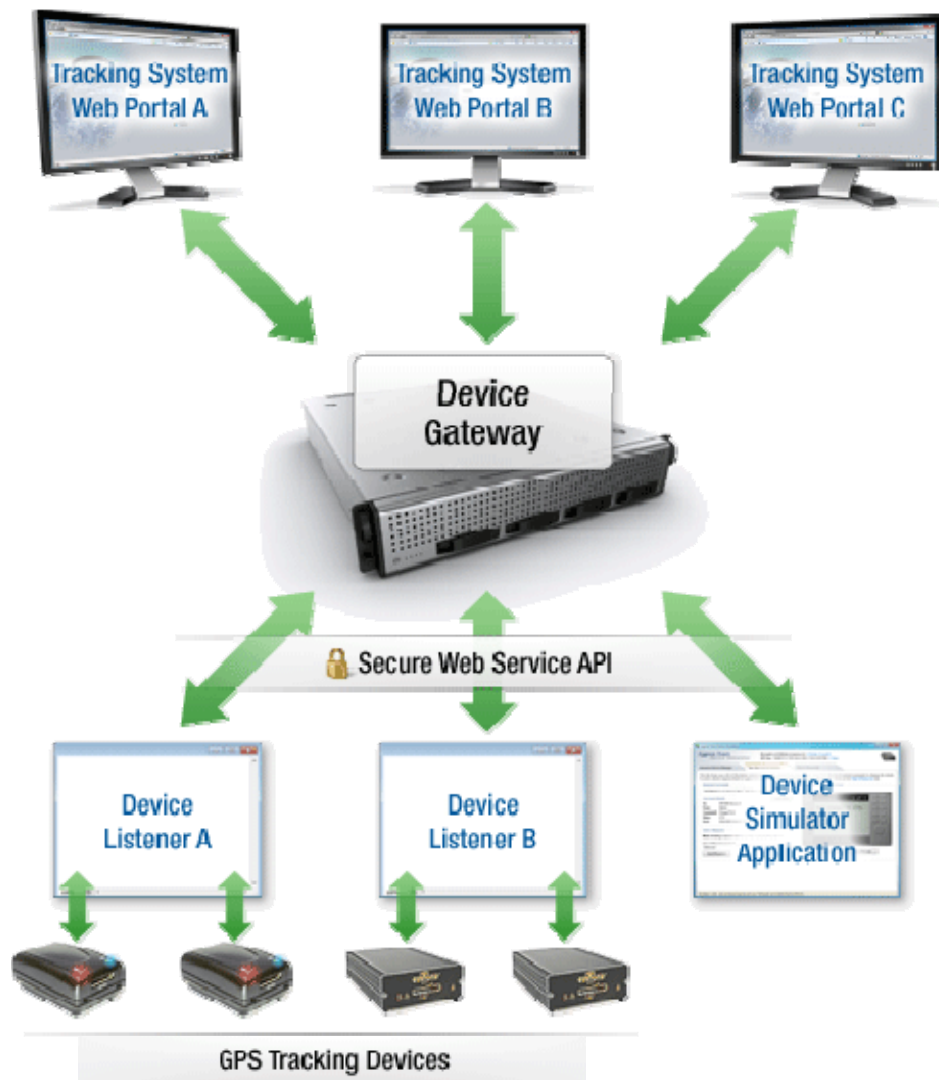 Tracking System
Web Portal A
Tracking System
Web Portal B
Tracking System
Web Portal C
Device
Gateway
Secure Web Service API
Device
Listener A
Device
Listener B
Device
Simulator
Application
GPS Tracking Devices